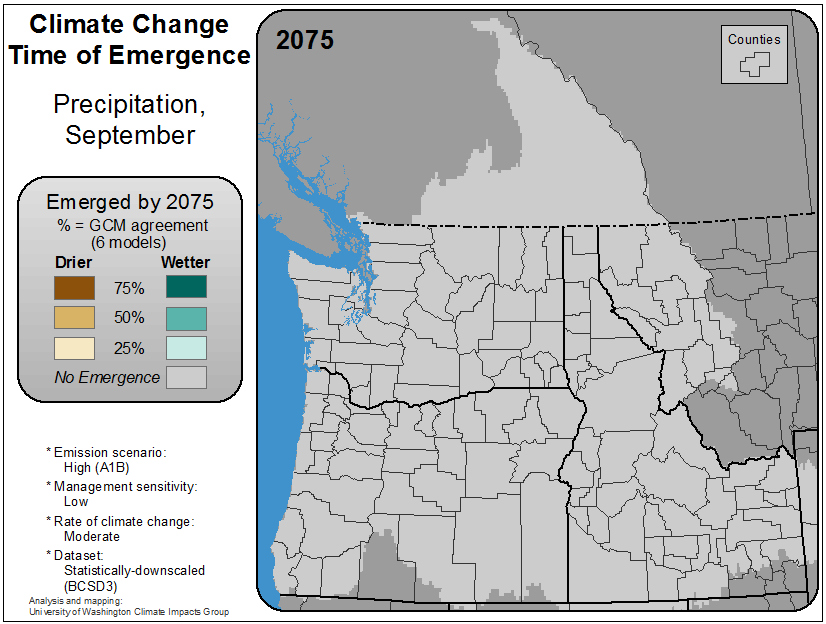 Climate Change
Time of Emergence
Precipitation,
September
Emerged by 2075
% = GCM agreement
(6 models)
Drier Wetter
75%
50%
25%
No Emergence
* Emission scenario:
High (A1B)
* Management sensitivity:
Low
* Rate of climate change:
Moderate
* Dataset:
Statistically-downscaled
(BCSD3)
Analysis and mapping:
University of Washington Climate Impacts Group
2075
Counties